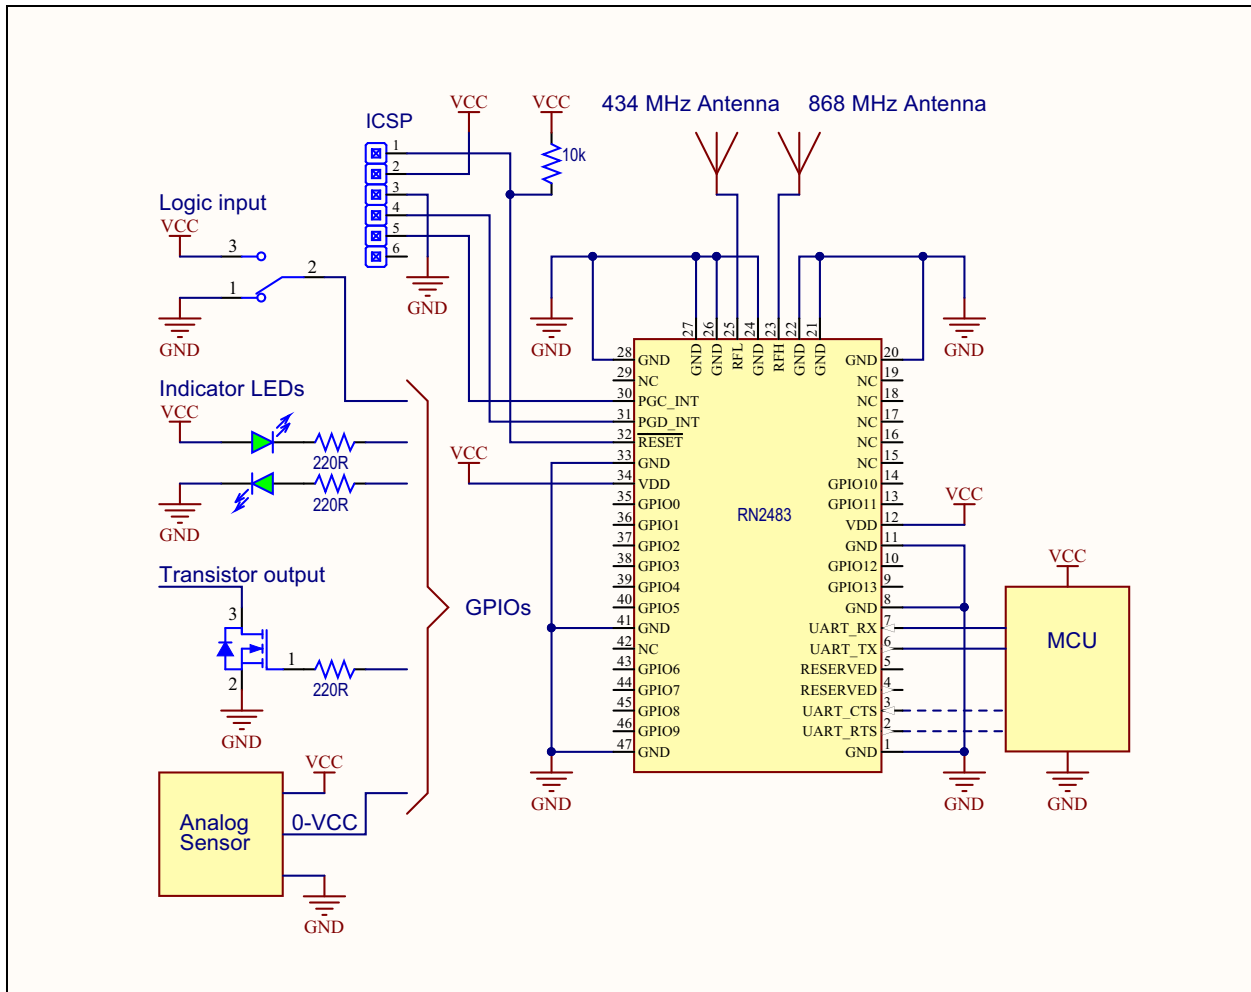 434 MHz Antenna
868 MHz Antenna
VCC
VCC
ICSP
1
2
3
4
5
6
10k
GND
Logic input
VCC
3
2
1
GND
Indicator LEDs
VCC
220R
220R
GND
Transistor output
3
1
2
220R
GND
Analog
Sensor
VCC
0-VCC
GND
GPIOs
VCC
GND
GND
27 GND
26 GND
25 RFL
24 GND
23 RFH
22 GND
21 GND
28 GND
29 NC
30 PGC_INT
31 PGD_INT
32 RESET
33 GND
34 VDD
35 GPIO0
36 GPIO1
37 GPIO2
38 GPIO3
39 GPIO4
40 GPIO5
41 GND
42 NC
43 GPIO6
44 GPIO7
45 GPIO8
46 GPIO9
47 GND
RN2483
GND 20
NC 19
NC 18
NC 17
NC 16
NC 15
GPIO10 14
GPIO11 13
VDD 12
GND 11
GPIO12 10
GPIO13 9
GND 8
UART_RX 7
UART_TX 6
RESERVED 5
RESERVED 4
UART_CTS 3
UART_RTS 2
GND 1
VCC
GND
GND
VCC
MCU
GND